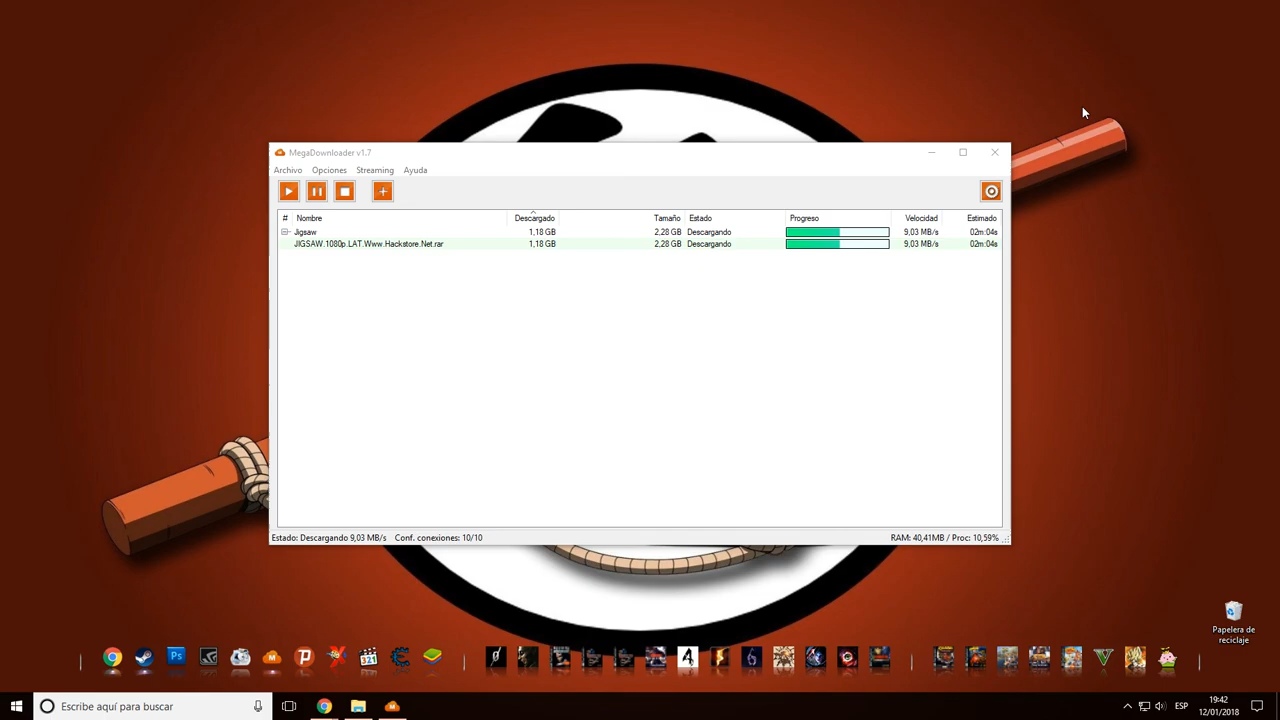 MegaDownloader v1.7
Archivo Opciones Streaming Ayuda
# Nombre Descargado Tamaño Estado Progreso Velocidad Estimado
Jigsaw 1,18 GB 2,28 GB Descargando 9,03 MB/s 02m:04s
JIGSAW.1080p.LAT.Www.Hackstore.Net.rar 1,18 GB 2,28 GB Descargando 9,03 MB/s 02m:04s
Estado: Descargando 9,03 MB/s Conf. conexiones: 10/10 RAM: 40,41MB / Proc: 10,59%
Papelera de
reciclaje
Ps
321
Escribe aquí para buscar
ESP
19:42
12/01/2018